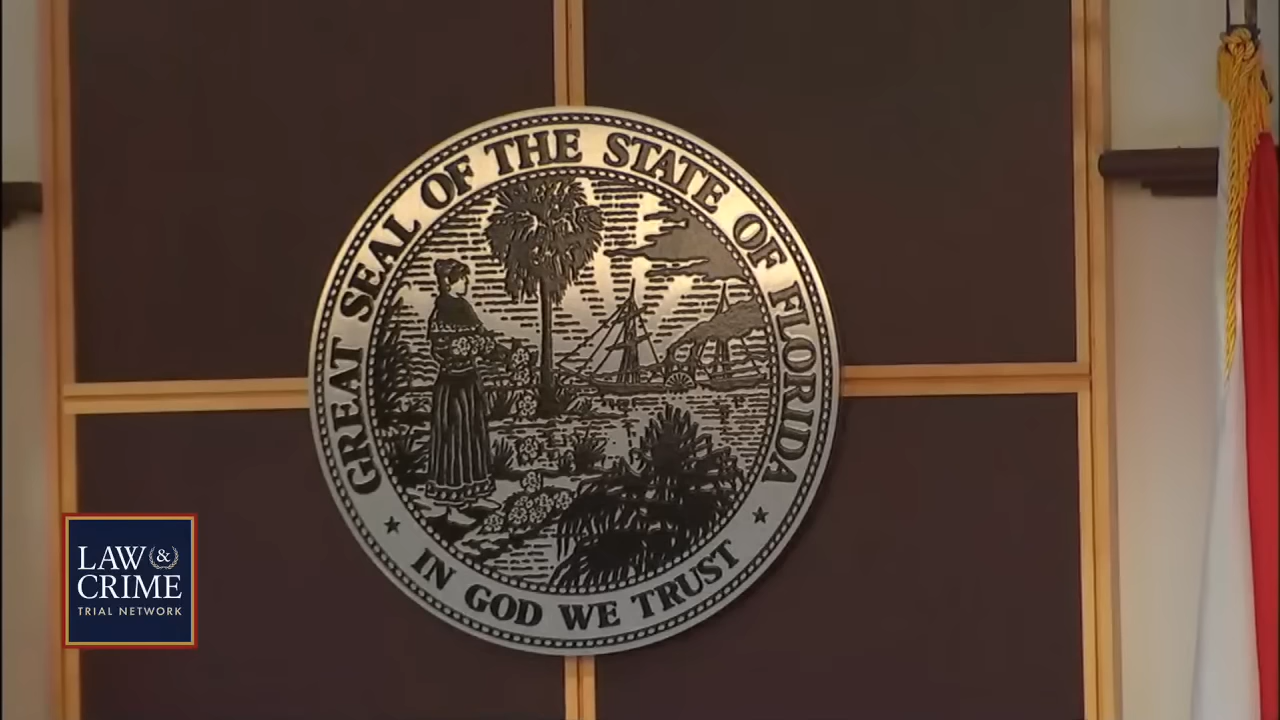 GREAT SEAL OF THE STATE OF FLORIDA
IN GOD WE TRUST
LAW &
CRIME
TRIAL NETWORK